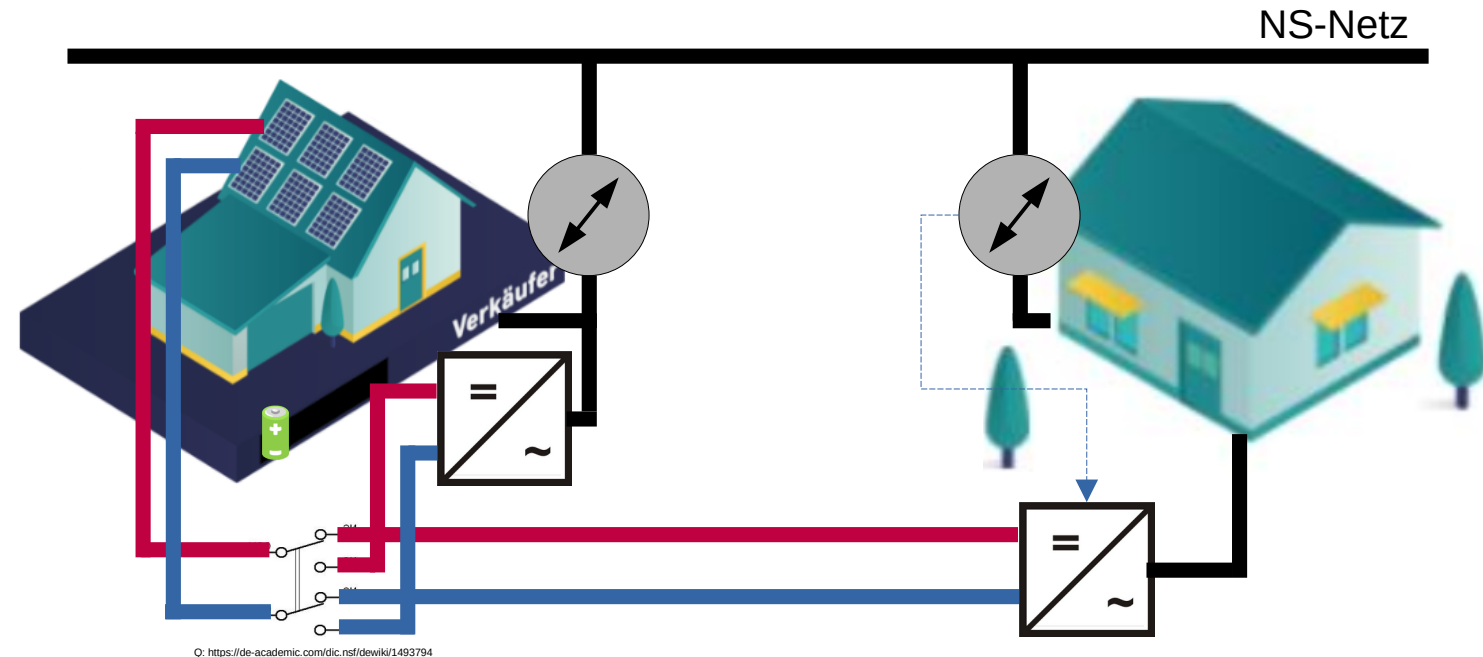 NS-Netz
Verkäufer
=
~
=
~
Q: https://de-academic.com/dic.nsf/dewiki/1493794